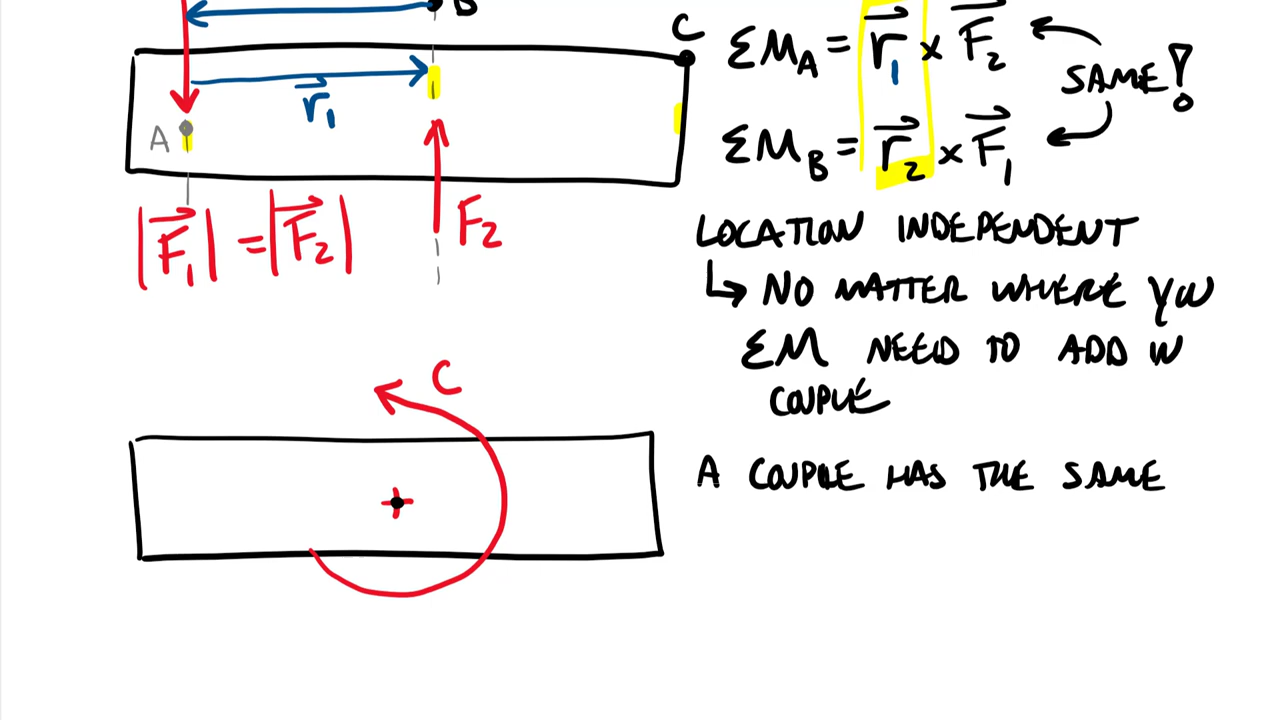 B
C
A
r₁
|F₁| = |F₂|
F₂
C
ΣM_A = r₁ × F₂
SAME!
ΣM_B = r₂ × F₁
LOCATION INDEPENDENT
↳ NO MATTER WHERE YOU
ΣM NEED TO ADD IN
COUPLE
A COUPLE HAS THE SAME